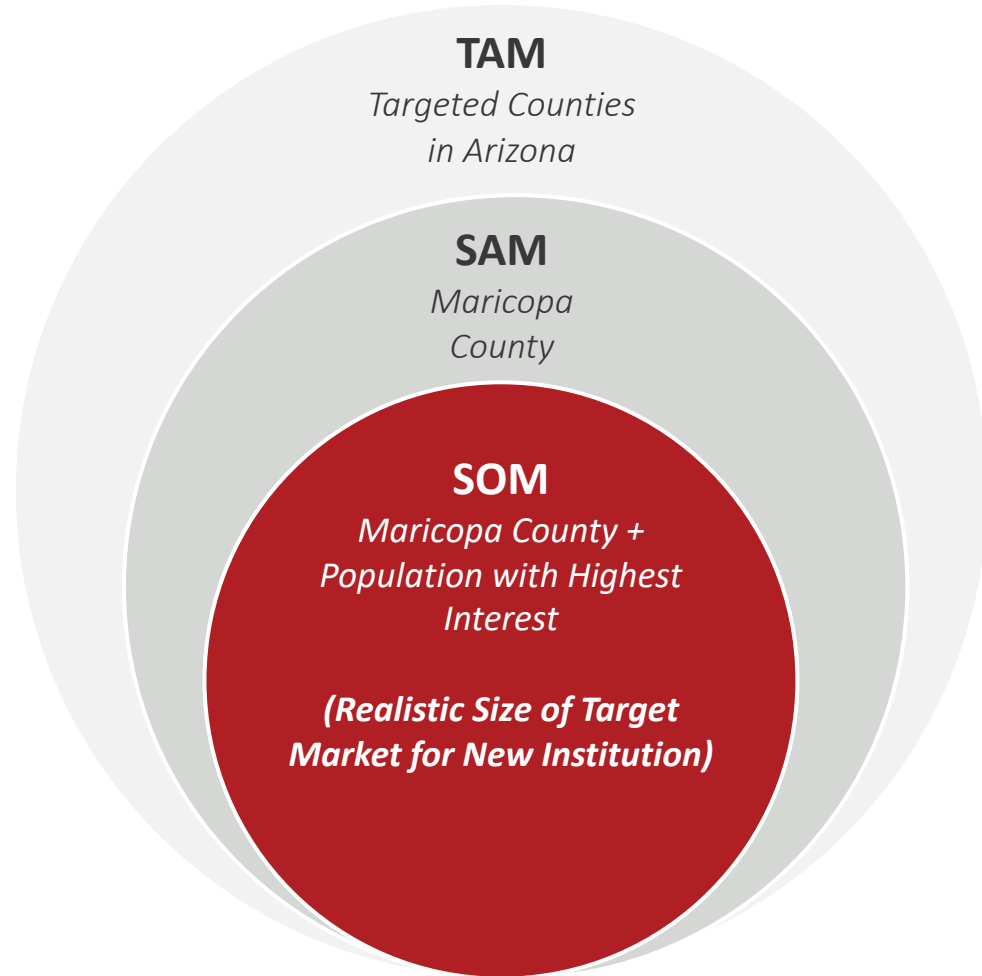 TAM
Targeted Counties
in Arizona
SAM
Maricopa
County
SOM
Maricopa County +
Population with Highest
Interest
(Realistic Size of Target
Market for New Institution)